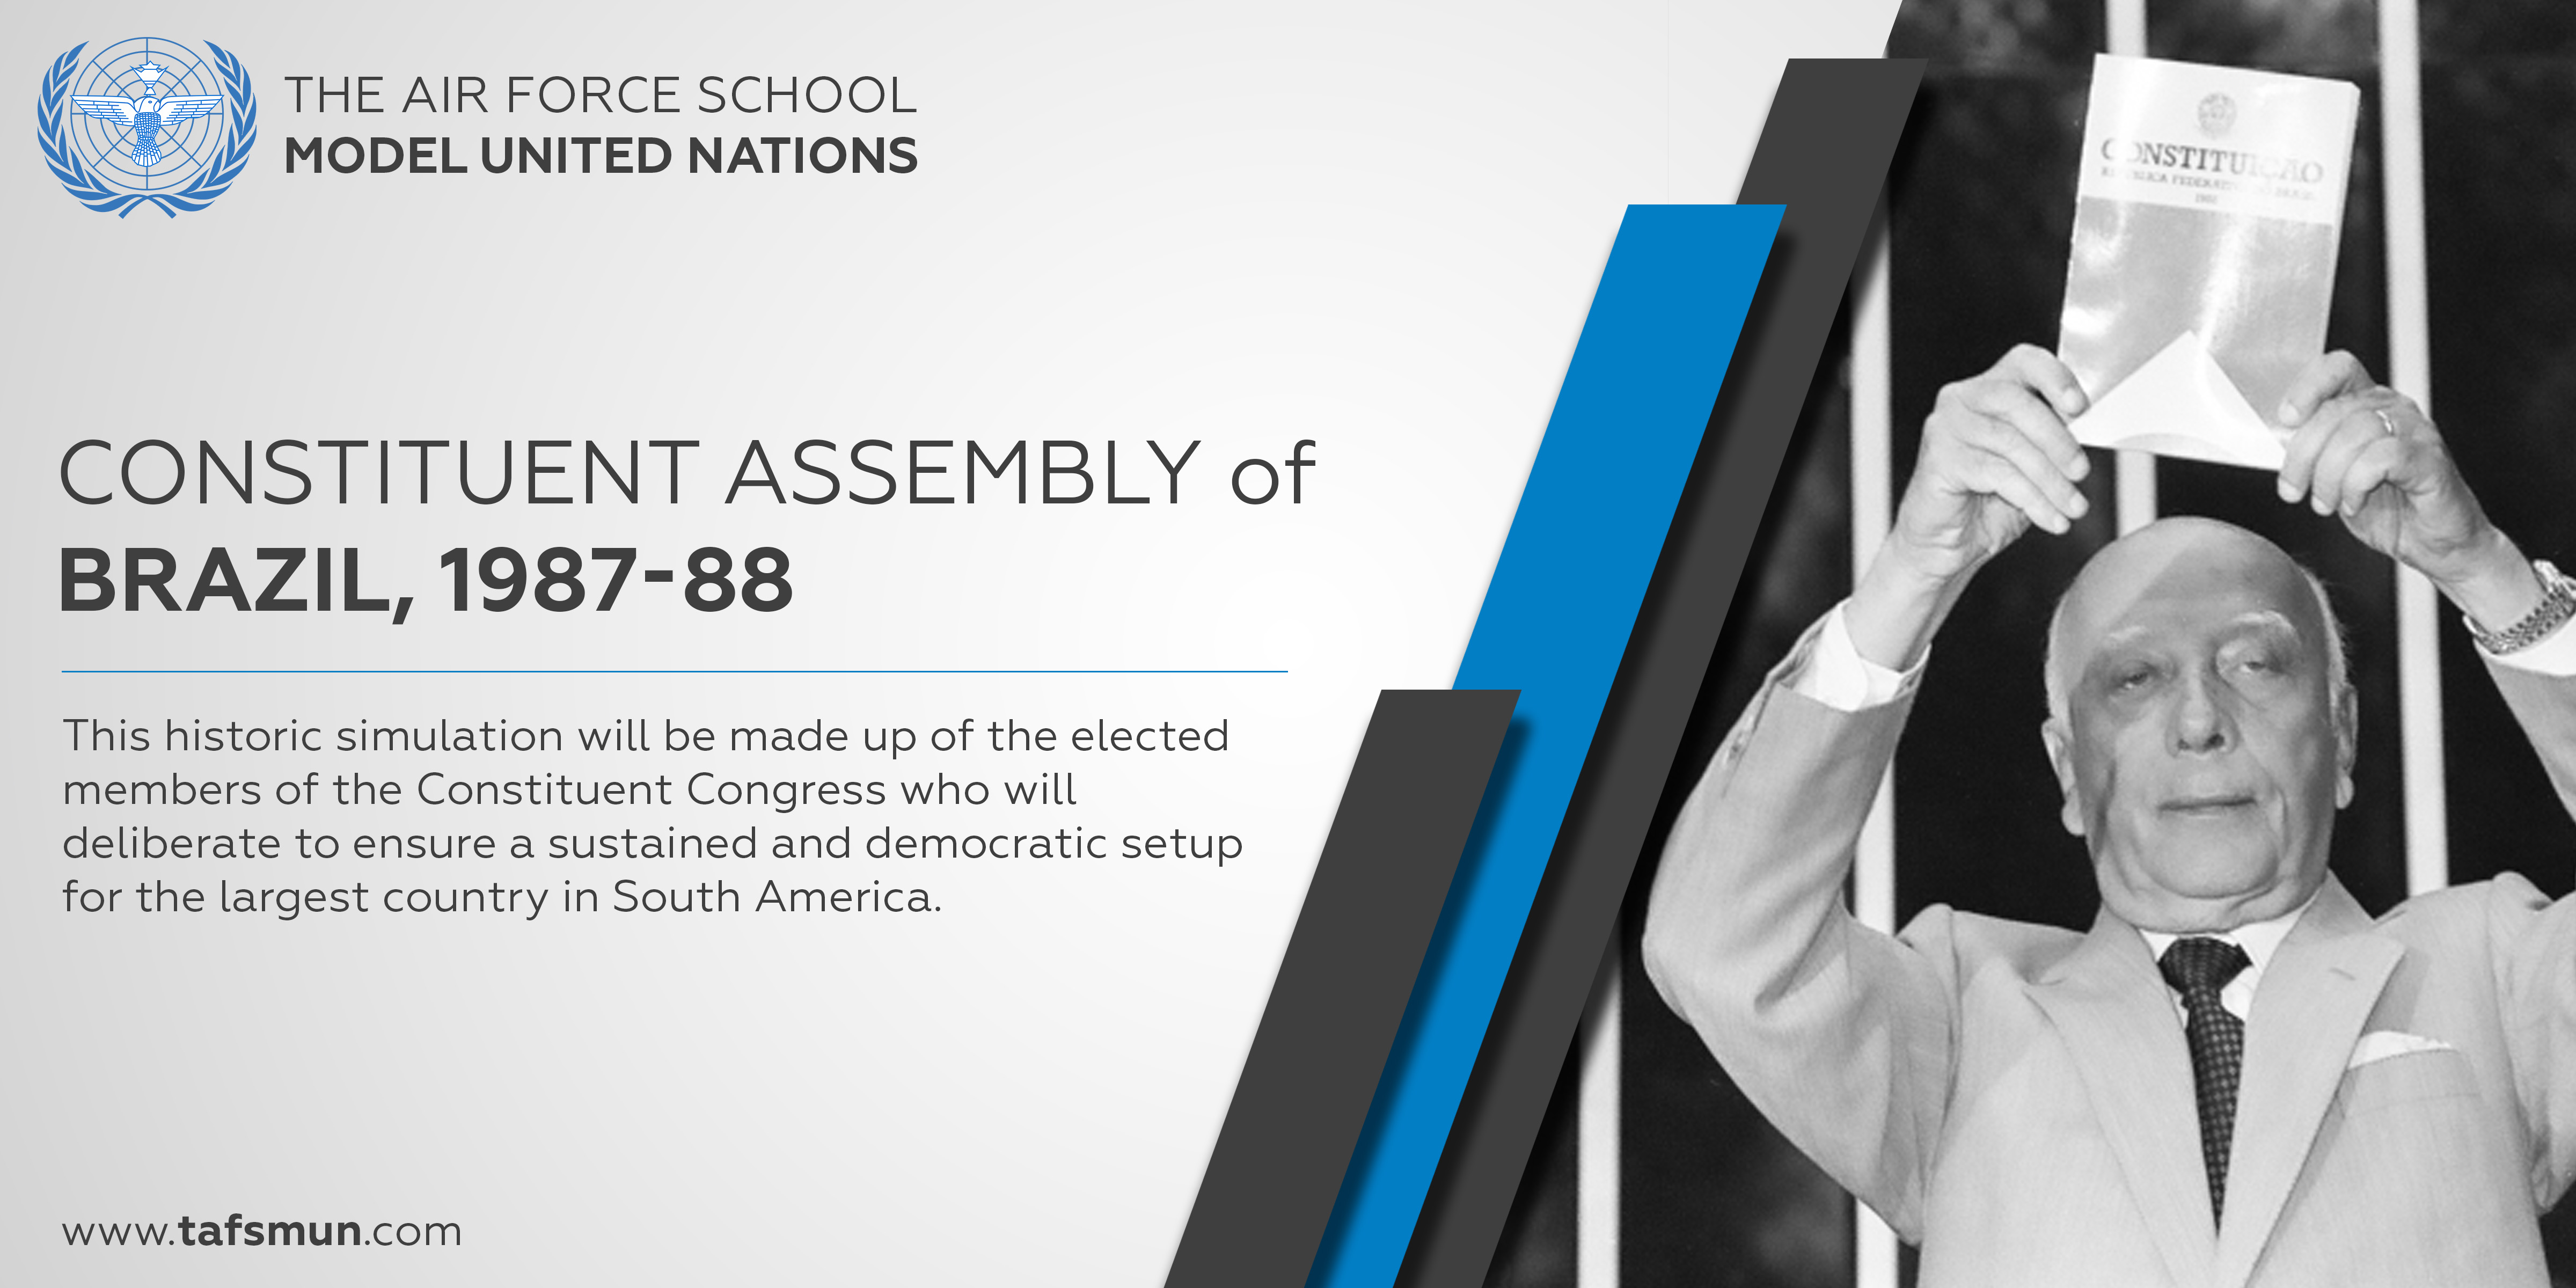 THE AIR FORCE SCHOOL
MODEL UNITED NATIONS
CONSTITUIÇÃO
CONSTITUENT ASSEMBLY of
BRAZIL, 1987-88
This historic simulation will be made up of the elected
members of the Constituent Congress who will
deliberate to ensure a sustained and democratic setup
for the largest country in South America.
www.tafsmun.com